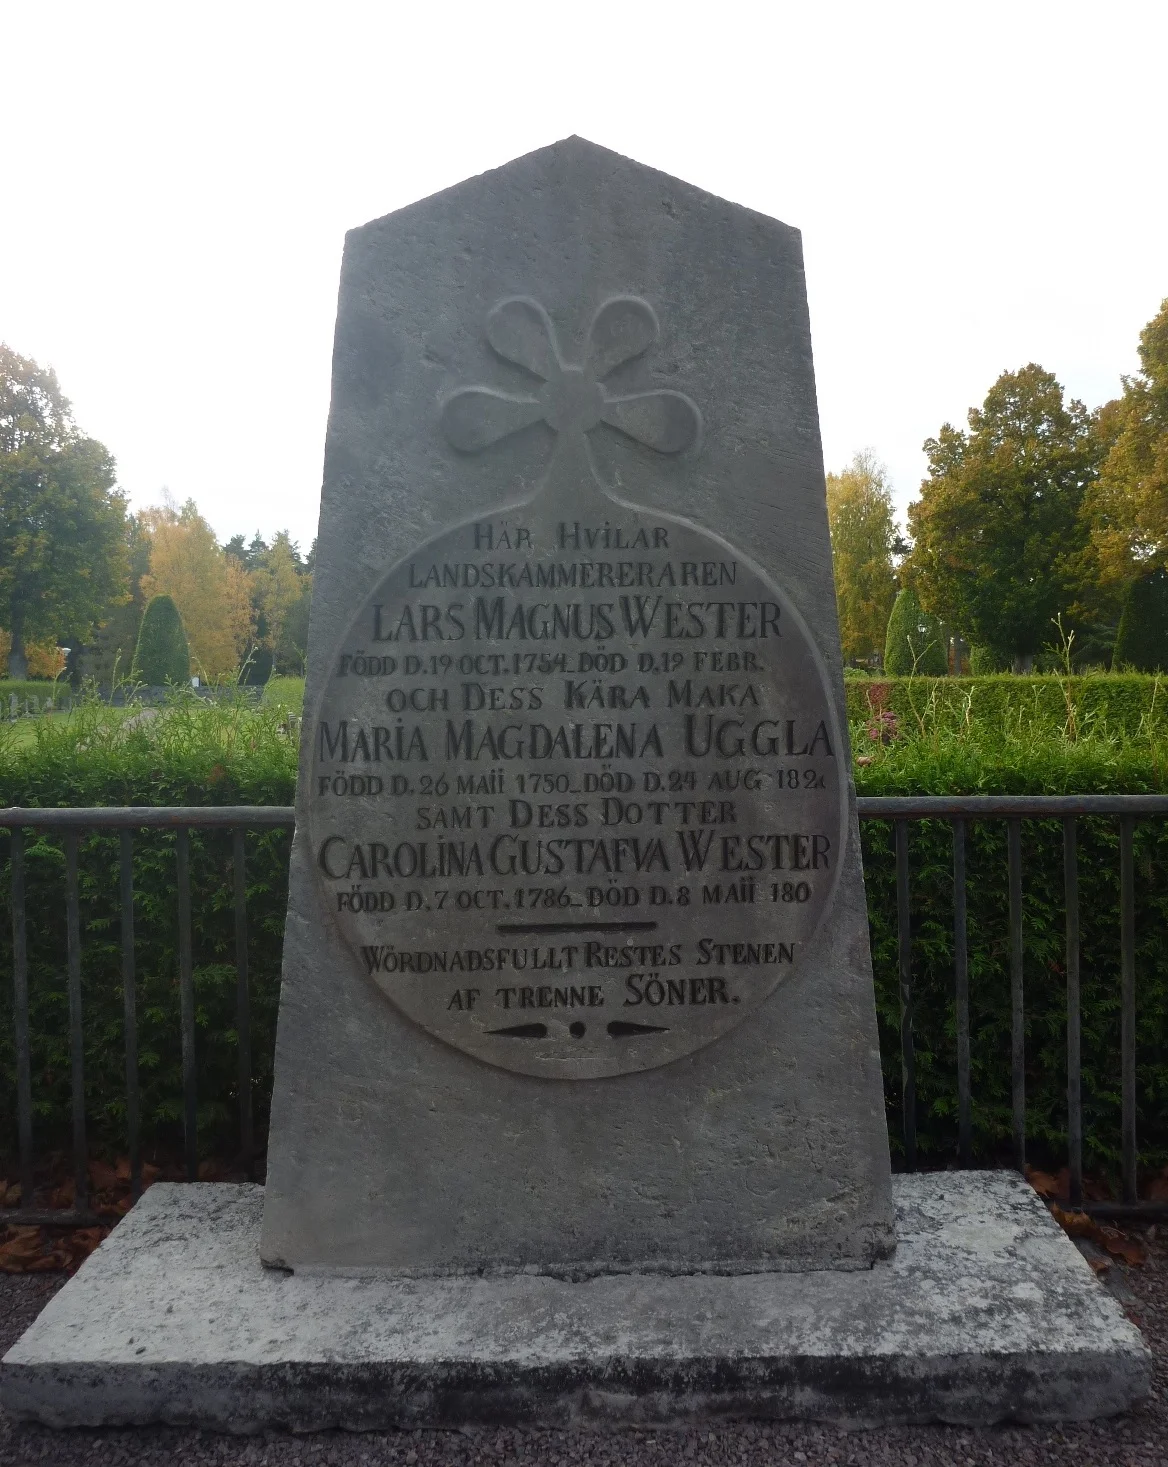 HÄR HVILAR
LANDSKAMMERERAREN
LARS MAGNUS WESTER
FÖDD D.19 OCT. 1754_DÖD D.19 FEBR.
OCH DESS KÄRA MAKA
MARIA MAGDALENA UGGLA
FÖDD D.26 MAII 1750_DÖD D.24 AUG
SAMT DESS DOTTER
CAROLINA GUSTAFVA WESTER
FÖDD D.7 OCT.1786_DÖD D.8 MAII
WÖRDNADSFULLT RESTES STENEN
AF TRENNE SÖNER.